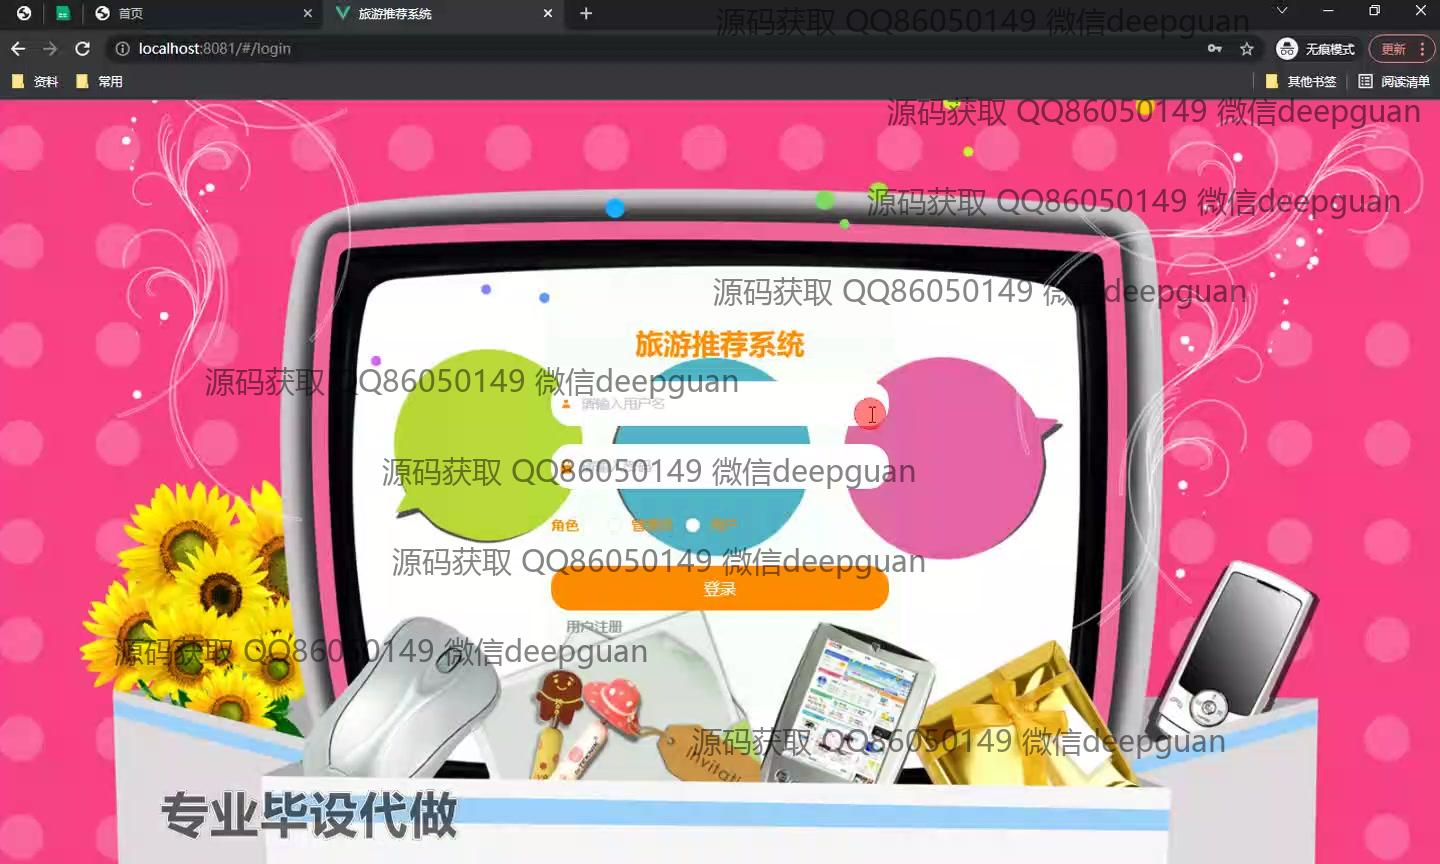 首页
旅游推荐系统
localhost:8081/#/login
无痕模式
更新
资料
常用
其他书签
阅读清单
源码获取 QQ86050149 微信deepguan
源码获取 QQ86050149 微信deepguan
源码获取 QQ86050149 微信deepguan
源码获取 QQ86050149 微信deepguan
旅游推荐系统
源码获取 QQ86050149 微信deepguan
请输入用户名
源码获取 QQ86050149 微信deepguan
角色
管理员
用户
源码获取 QQ86050149 微信deepguan
登录
用户注册
源码获取 QQ86050149 微信deepguan
源码获取 QQ86050149 微信deepguan
invitati
专业毕设代做